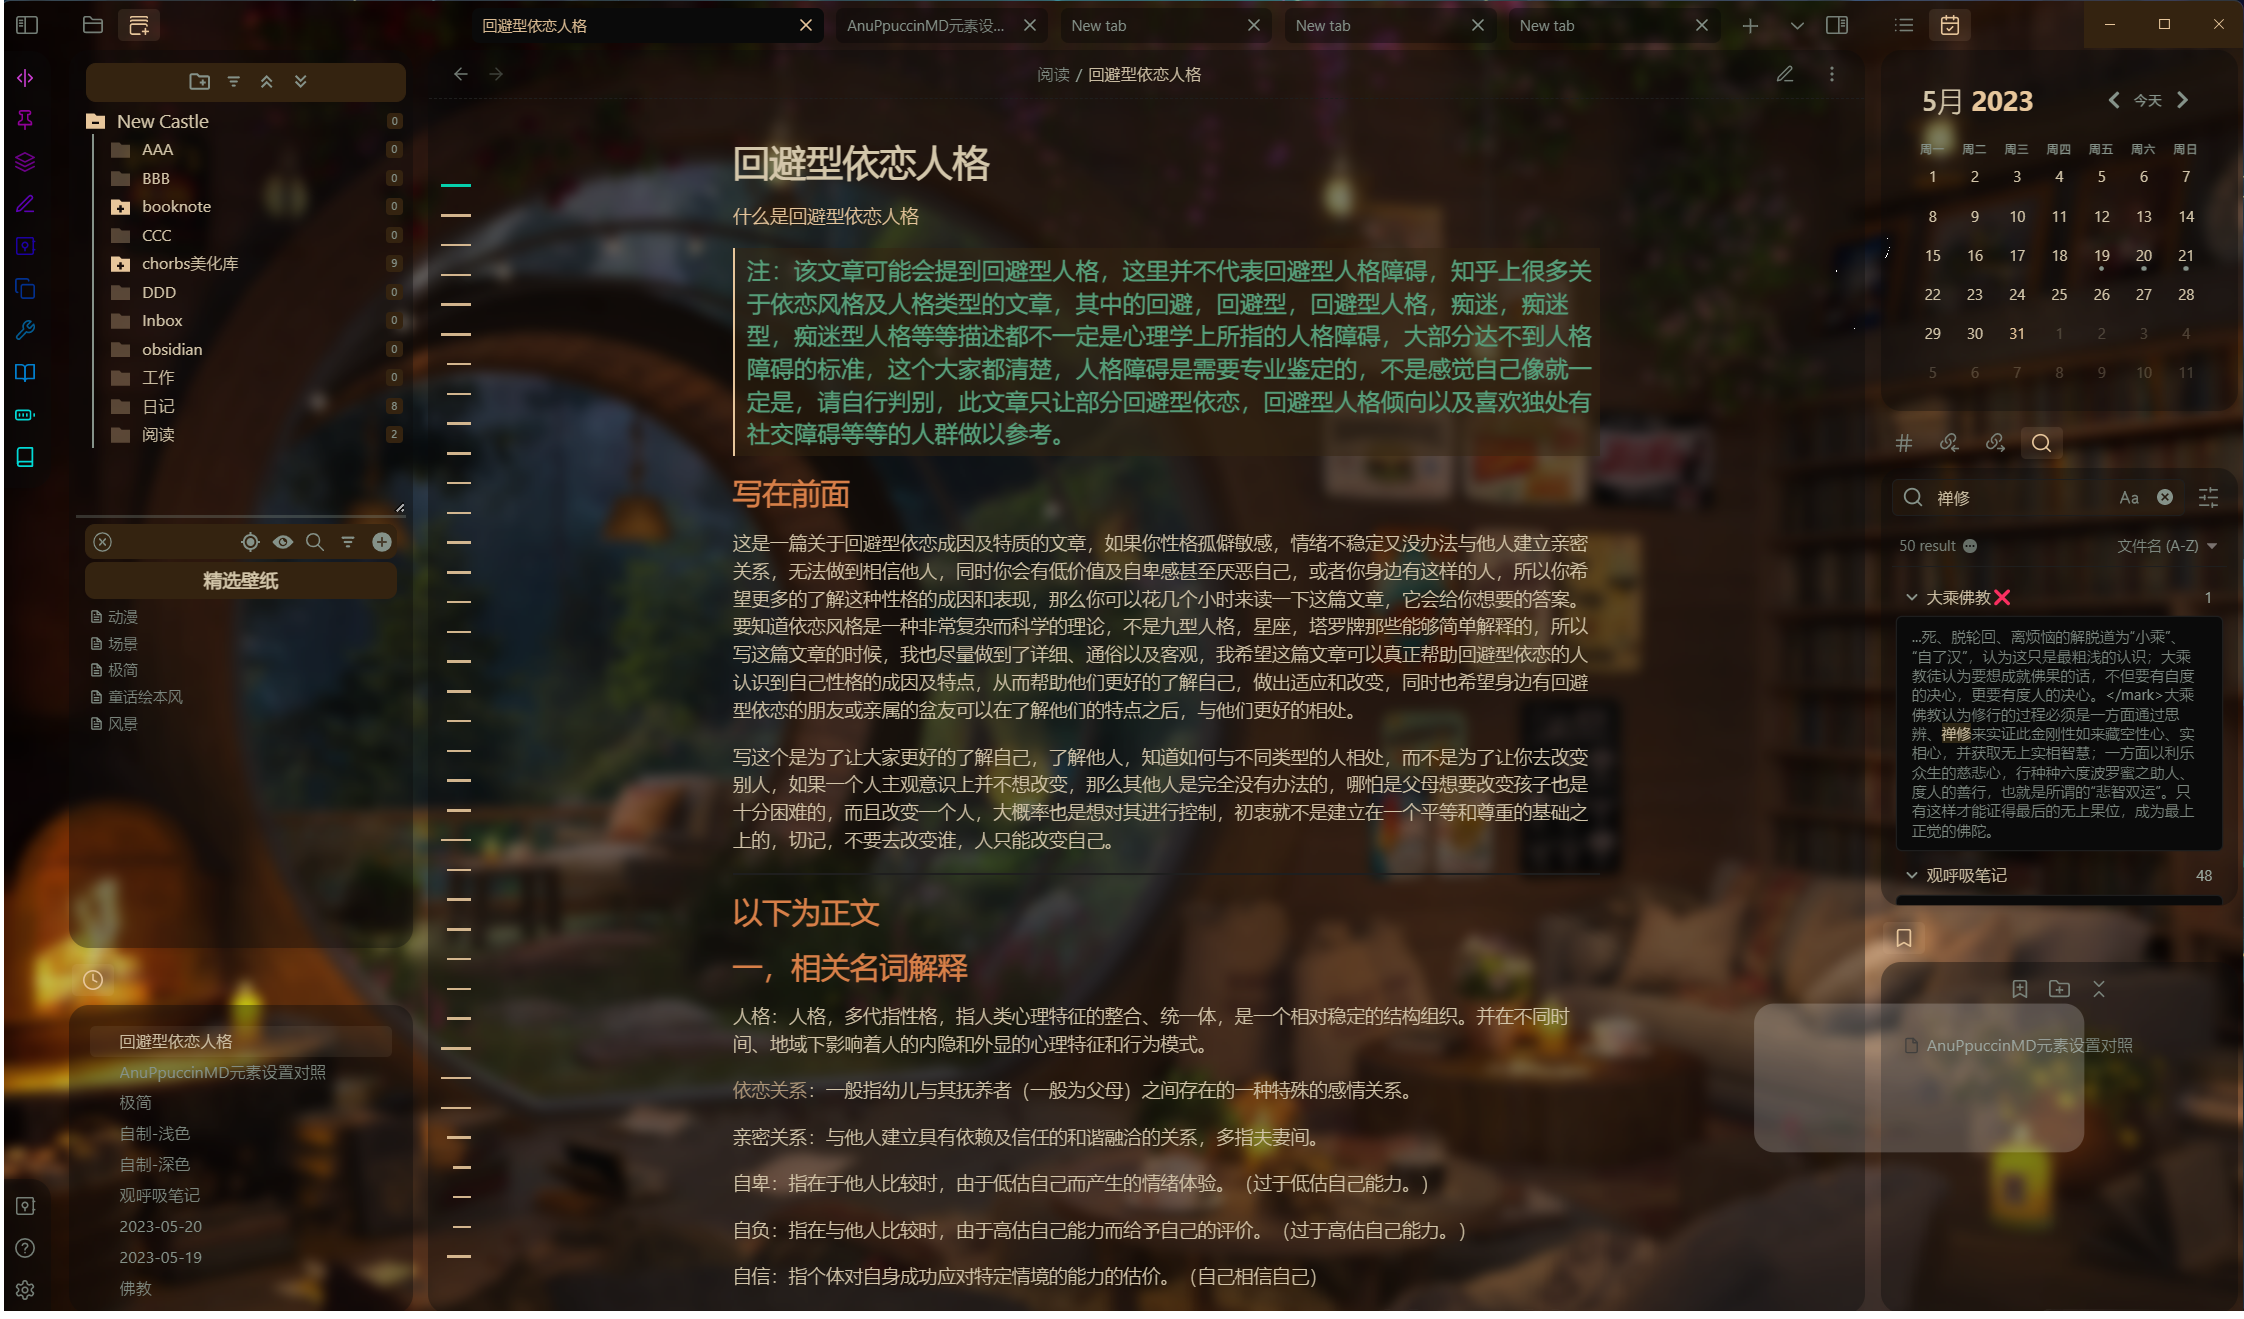 回避型依恋人格
AnuPpuccinMD元素设...
New tab
New tab
New tab
New Castle 0
AAA 0
BBB 0
booknote 0
CCC 0
chorbs美化库 9
DDD 0
Inbox 0
obsidian 0
工作 0
日记 8
阅读 2
精选壁纸
动漫
场景
极简
童话绘本风
风景
回避型依恋人格
AnuPpuccinMD元素设置对照
极简
自制-浅色
自制-深色
观呼吸笔记
2023-05-20
2023-05-19
佛教
阅读 / 回避型依恋人格
回避型依恋人格
什么是回避型依恋人格
注：该文章可能会提到回避型人格，这里并不代表回避型人格障碍，知乎上很多关
于依恋风格及人格类型的文章，其中的回避，回避型，回避型人格，痴迷，痴迷
型，痴迷型人格等等描述都不一定是心理学上所指的人格障碍，大部分达不到人格
障碍的标准，这个大家都清楚，人格障碍是需要专业鉴定的，不是感觉自己像就一
定是，请自行判别，此文章只让部分回避型依恋，回避型人格倾向以及喜欢独处有
社交障碍等等的人群做以参考。
写在前面
这是一篇关于回避型依恋成因及特质的文章，如果你性格孤僻敏感，情绪不稳定又没办法与他人建立亲密
关系，无法做到相信他人，同时你会有低价值及自卑感甚至厌恶自己，或者你身边有这样的人，所以你希
望更多的了解这种性格的成因和表现，那么你可以花几个小时来读一下这篇文章，它会给你想要的答案。
要知道依恋风格是一种非常复杂而科学的理论，不是九型人格，星座，塔罗牌那些能够简单解释的，所以
写这篇文章的时候，我也尽量做到了详细、通俗以及客观，我希望这篇文章可以真正帮助回避型依恋的人
认识到自己性格的成因及特点，从而帮助他们更好的了解自己，做出适应和改变，同时也希望身边有回避
型依恋的朋友或亲属的盆友可以在了解他们的特点之后，与他们更好的相处。
写这个是为了让大家更好的了解自己，了解他人，知道如何与不同类型的人相处，而不是为了让你去改变
别人，如果一个人主观意识上并不想改变，那么其他人是完全没有办法的，哪怕是父母想要改变孩子也是
十分困难的，而且改变一个人，大概率也是想对其进行控制，初衷就不是建立在一个平等和尊重的基础之
上的，切记，不要去改变谁，人只能改变自己。
以下为正文
一，相关名词解释
人格：人格，多代指性格，指人类心理特征的整合、统一体，是一个相对稳定的结构组织。并在不同时
间、地域下影响着人的内隐和外显的心理特征和行为模式。
依恋关系：一般指幼儿与其抚养者（一般为父母）之间存在的一种特殊的感情关系。
亲密关系：与他人建立具有依赖及信任的和谐融洽的关系，多指夫妻间。
自卑：指在于他人比较时，由于低估自己而产生的情绪体验。（过于低估自己能力。）
自负：指在与他人比较时，由于高估自己能力而给予自己的评价。（过于高估自己能力。）
自信：指个体对自身成功应对特定情境的能力的估价。（自己相信自己）
5月 2023 今天
周一 周二 周三 周四 周五 周六 周日
1 2 3 4 5 6 7
8 9 10 11 12 13 14
15 16 17 18 19 20 21
22 23 24 25 26 27 28
29 30 31 1 2 3 4
5 6 7 8 9 10 11
禅修 Aa
50 result 文件名 (A-Z)
大乘佛教❌ 1
...死、脱轮回、离烦恼的解脱道为“小乘”、
“自了汉”，认为这只是最粗浅的认识；大乘
教徒认为要想成就佛果的话，不但要有自度
的决心，更要有度人的决心。</mark>大乘
佛教认为修行的过程必须是一方面通过思
辨、禅修来实证此金刚性如来藏空性心、实
相心，并获取无上实相智慧；一方面以利乐
众生的慈悲心，行种种六度波罗蜜之助人、
度人的善行，也就是所谓的“悲智双运”。只
有这样才能证得最后的无上果位，成为最上
正觉的佛陀。
观呼吸笔记 48
AnuPpuccinMD元素设置对照